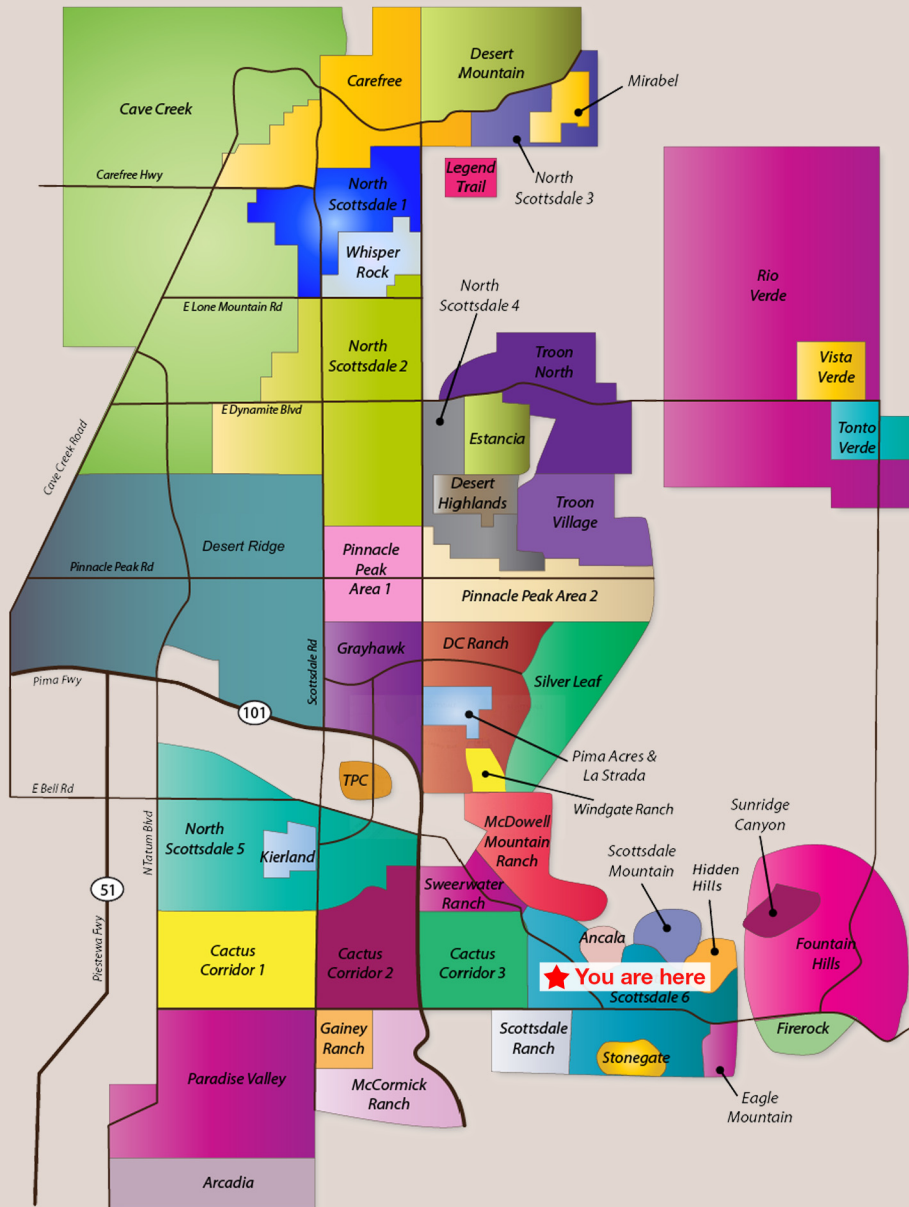 Desert
Mountain
Carefree
Mirabel
Cave Creek
Carefree Hwy
Legend
Trail
North
Scottsdale 3
North
Scottsdale 1
Whisper
Rock
Rio
Verde
North
Scottsdale 4
E Lone Mountain Rd
North
Scottsdale 2
Troon
North
Vista
Verde
E Dynamite Blvd
Estancia
Tonto
Verde
Cave Creek Road
Desert
Highlands
Troon
Village
Desert Ridge
Pinnacle
Peak
Area 1
Pinnacle Peak Rd
Pinnacle Peak Area 2
Scottsdale Rd
Grayhawk
DC Ranch
Silver Leaf
Pima Fwy
101
Pima Acres &
La Strada
TPC
E Bell Rd
Windgate Ranch
Sunridge
Canyon
N Tatum Blvd
North
Scottsdale 5
Kierland
McDowell
Mountain
Ranch
Scottsdale
Mountain
Hidden
Hills
51
Sweerwater
Ranch
Piestewa Fwy
Cactus
Corridor 1
Cactus
Corridor 2
Cactus
Corridor 3
Ancala
Fountain
Hills
You are here
Scottsdale 6
Gainey
Ranch
Scottsdale
Ranch
Firerock
Stonegate
Paradise Valley
McCormick
Ranch
Eagle
Mountain
Arcadia